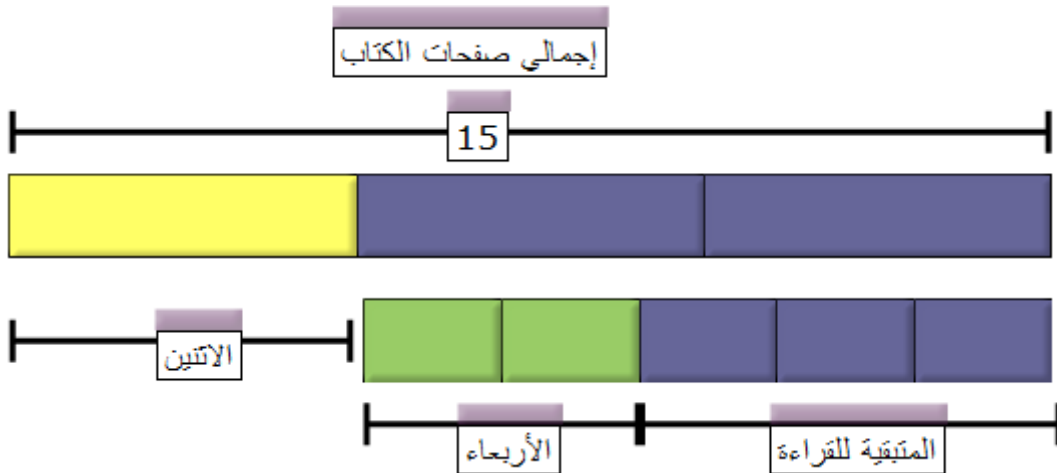 إجمالي صفحات الكتاب
15
الاثنين
الأربعاء
المتبقية للقراءة